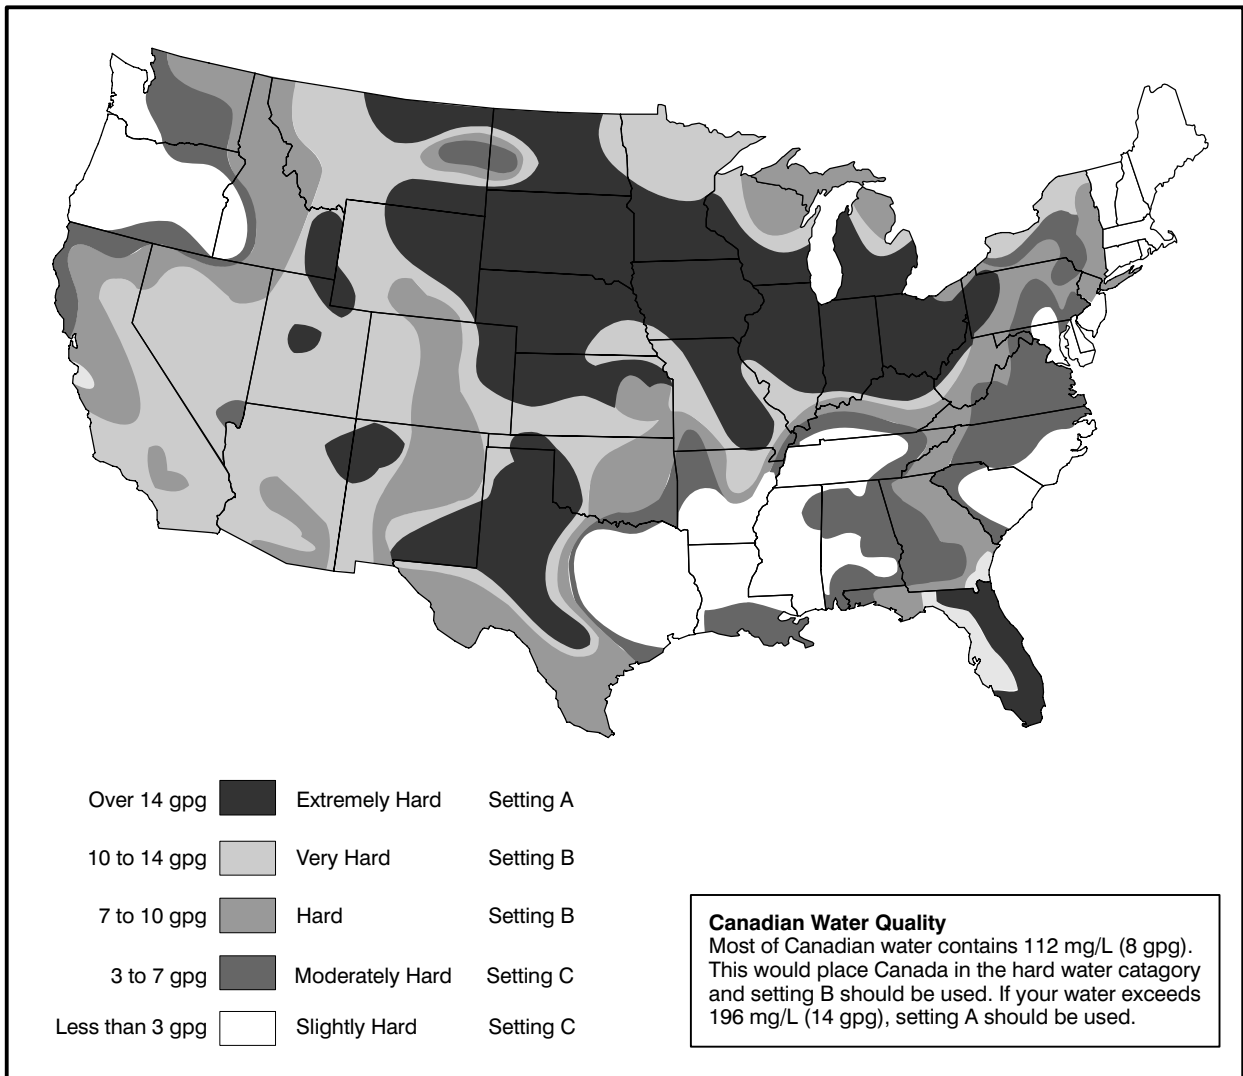 Over 14 gpg Extremely Hard Setting A
10 to 14 gpg Very Hard Setting B
7 to 10 gpg Hard Setting B
3 to 7 gpg Moderately Hard Setting C
Less than 3 gpg Slightly Hard Setting C
Canadian Water Quality
Most of Canadian water contains 112 mg/L (8 gpg).
This would place Canada in the hard water catagory
and setting B should be used. If your water exceeds
196 mg/L (14 gpg), setting A should be used.